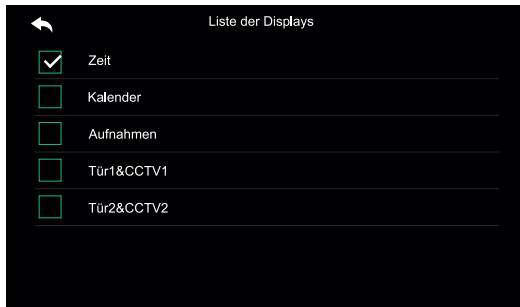 Liste der Displays
Zeit
Kalender
Aufnahmen
Tür1&CCTV1
Tür2&CCTV2